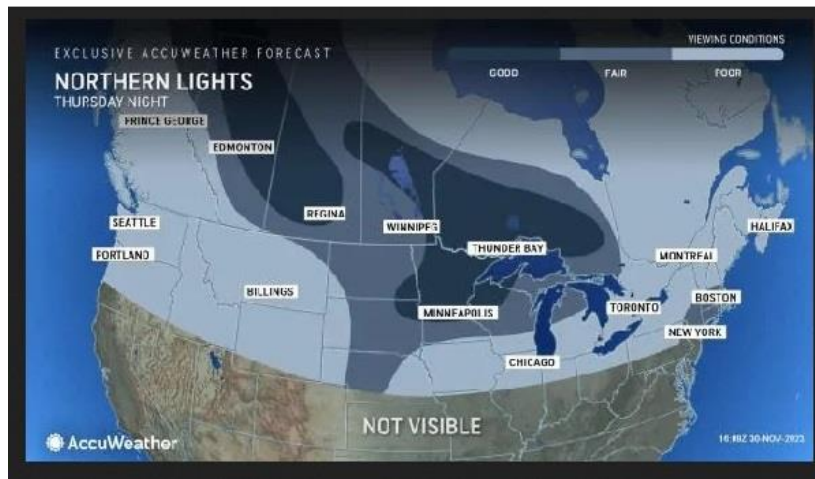 EXCLUSIVE ACCUWEATHER FORECAST
NORTHERN LIGHTS
THURSDAY NIGHT
VIEWING CONDITIONS
GOOD FAIR POOR
PRINCE GEORGE
EDMONTON
REGINA
WINNIPEG
SEATTLE
THUNDER BAY
HALIFAX
PORTLAND
MONTREAL
BILLINGS
MINNEAPOLIS
TORONTO
BOSTON
NEW YORK
CHICAGO
NOT VISIBLE
AccuWeather
30-NOV-2023